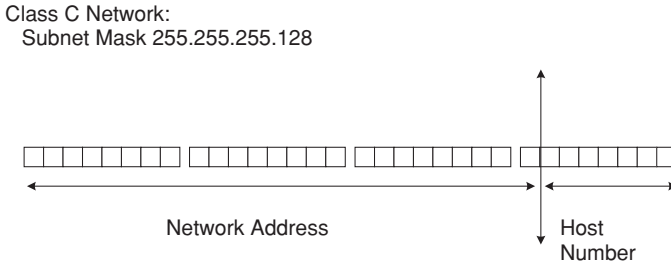 Class C Network:
Subnet Mask 255.255.255.128
Network Address
Host
Number